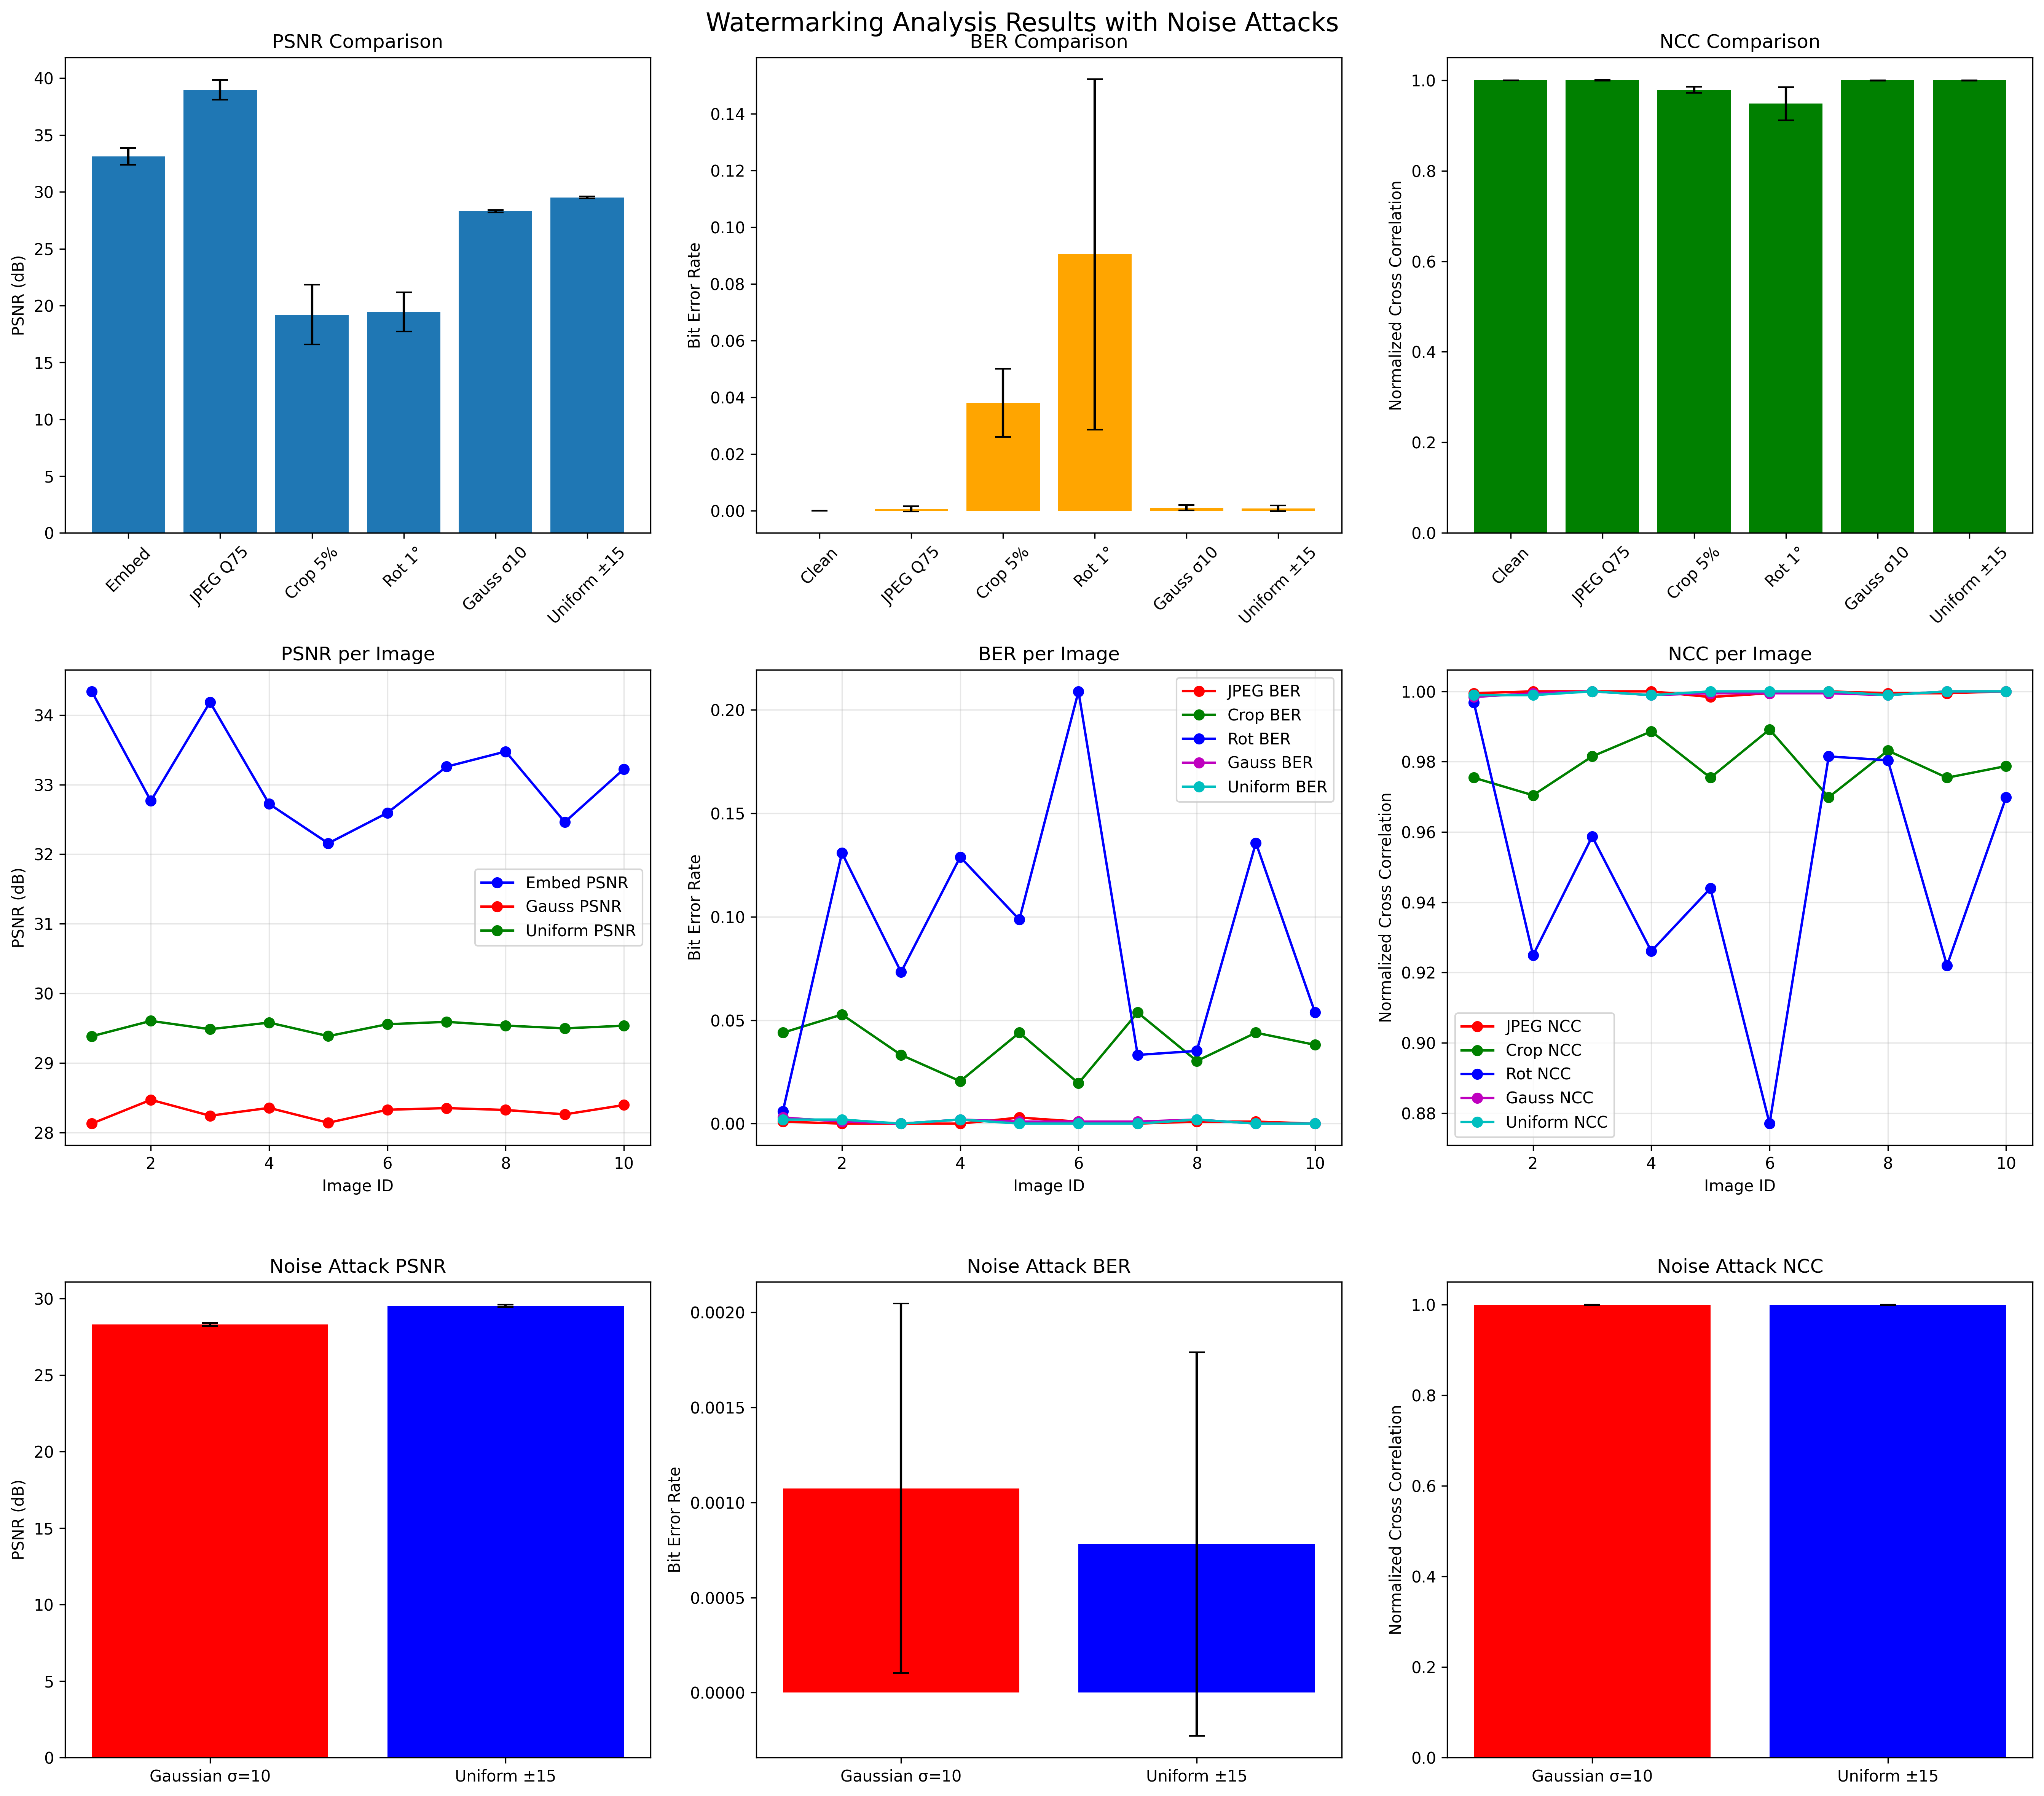 Watermarking Analysis Results with Noise Attacks
PSNR Comparison
PSNR (dB)
40
35
30
25
20
15
10
5
0
Embed
JPEG Q75
Crop 5%
Rot 1°
Gauss σ10
Uniform ±15
BER Comparison
Bit Error Rate
0.14
0.12
0.10
0.08
0.06
0.04
0.02
0.00
Clean
JPEG Q75
Crop 5%
Rot 1°
Gauss σ10
Uniform ±15
NCC Comparison
Normalized Cross Correlation
1.0
0.8
0.6
0.4
0.2
0.0
Clean
JPEG Q75
Crop 5%
Rot 1°
Gauss σ10
Uniform ±15
PSNR per Image
PSNR (dB)
34
33
32
31
30
29
28
Embed PSNR
Gauss PSNR
Uniform PSNR
2 4 6 8 10
Image ID
BER per Image
Bit Error Rate
0.20
0.15
0.10
0.05
0.00
JPEG BER
Crop BER
Rot BER
Gauss BER
Uniform BER
2 4 6 8 10
Image ID
NCC per Image
Normalized Cross Correlation
1.00
0.98
0.96
0.94
0.92
0.90
0.88
JPEG NCC
Crop NCC
Rot NCC
Gauss NCC
Uniform NCC
2 4 6 8 10
Image ID
Noise Attack PSNR
PSNR (dB)
30
25
20
15
10
5
0
Gaussian σ=10
Uniform ±15
Noise Attack BER
Bit Error Rate
0.0020
0.0015
0.0010
0.0005
0.0000
Gaussian σ=10
Uniform ±15
Noise Attack NCC
Normalized Cross Correlation
1.0
0.8
0.6
0.4
0.2
0.0
Gaussian σ=10
Uniform ±15